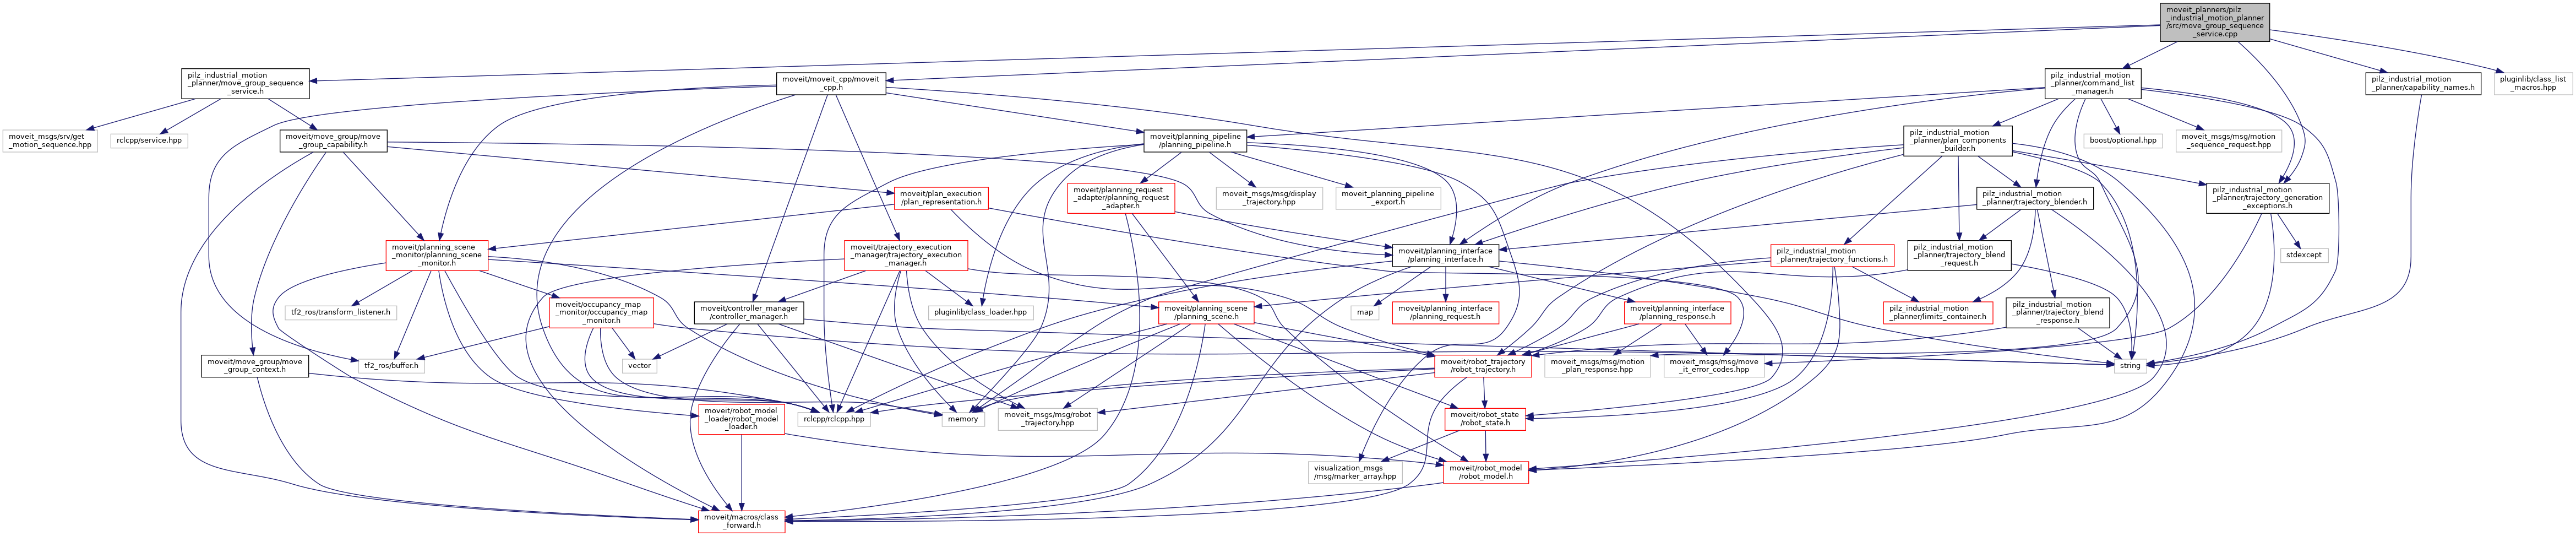 moveit_planners/pilz
_industrial_motion_planner
/src/move_group_sequence
_service.cpp
pilz_industrial_motion
_planner/move_group_sequence
_service.h
moveit/moveit_cpp/moveit
_cpp.h
pilz_industrial_motion
_planner/command_list
_manager.h
pilz_industrial_motion
_planner/capability_names.h
pluginlib/class_list
_macros.hpp
moveit_msgs/srv/get
_motion_sequence.hpp
rclcpp/service.hpp
moveit/move_group/move
_group_capability.h
moveit/planning_pipeline
/planning_pipeline.h
pilz_industrial_motion
_planner/plan_components
_builder.h
boost/optional.hpp
moveit_msgs/msg/motion
_sequence_request.hpp
moveit/plan_execution
/plan_representation.h
moveit/planning_request
_adapter/planning_request
_adapter.h
moveit_msgs/msg/display
_trajectory.hpp
moveit_planning_pipeline
_export.h
pilz_industrial_motion
_planner/trajectory_blender.h
pilz_industrial_motion
_planner/trajectory_generation
_exceptions.h
moveit/planning_scene
_monitor/planning_scene
_monitor.h
moveit/trajectory_execution
_manager/trajectory_execution
_manager.h
moveit/planning_interface
/planning_interface.h
pilz_industrial_motion
_planner/trajectory_functions.h
pilz_industrial_motion
_planner/trajectory_blend
_request.h
stdexcept
tf2_ros/transform_listener.h
moveit/occupancy_map
_monitor/occupancy_map
_monitor.h
moveit/controller_manager
/controller_manager.h
pluginlib/class_loader.hpp
moveit/planning_scene
/planning_scene.h
map
moveit/planning_interface
/planning_request.h
moveit/planning_interface
/planning_response.h
pilz_industrial_motion
_planner/limits_container.h
pilz_industrial_motion
_planner/trajectory_blend
_response.h
moveit/move_group/move
_group_context.h
tf2_ros/buffer.h
vector
moveit/robot_trajectory
/robot_trajectory.h
moveit_msgs/msg/motion
_plan_response.hpp
moveit_msgs/msg/move
_it_error_codes.hpp
string
moveit/robot_model
_loader/robot_model
_loader.h
rclcpp/rclcpp.hpp
memory
moveit_msgs/msg/robot
_trajectory.hpp
moveit/robot_state
/robot_state.h
visualization_msgs
/msg/marker_array.hpp
moveit/robot_model
/robot_model.h
moveit/macros/class
_forward.h